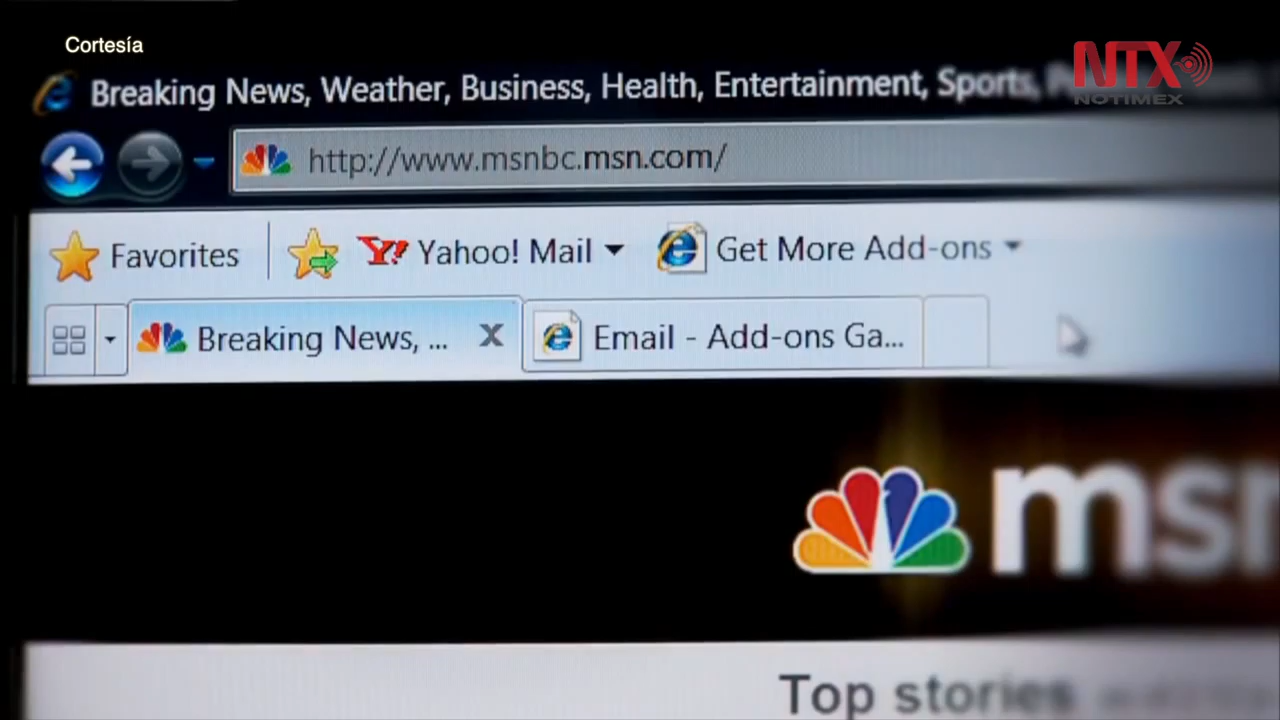 Cortesía
NTX
NOTIMEX
Breaking News, Weather, Business, Health, Entertainment, Sports,
http://www.msnbc.msn.com/
Favorites
Y! Yahoo! Mail
Get More Add-ons
Breaking News, ...
X
Email - Add-ons Ga...
msn
Top stories